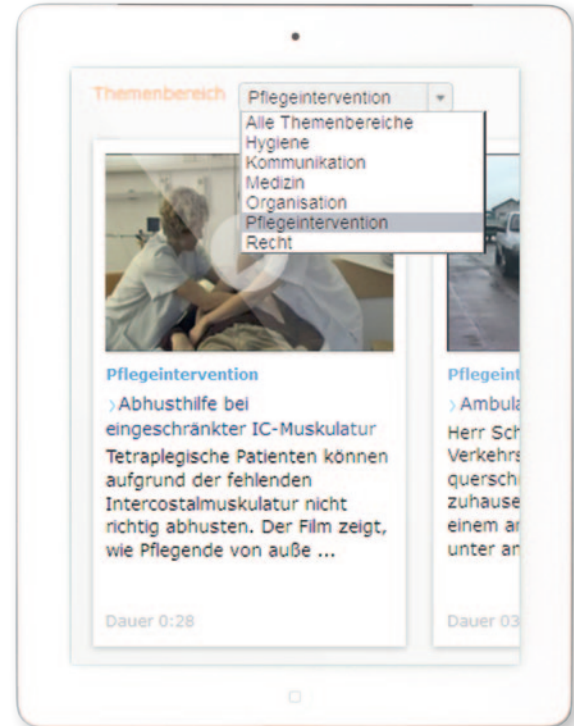 Themenbereich Pflegeintervention
Alle Themenbereiche
Hygiene
Kommunikation
Medizin
Organisation
Pflegeintervention
Recht
Pflegeintervention
›Abhusthilfe bei
eingeschränkter IC-Muskulatur
Tetraplegische Patienten können
aufgrund der fehlenden
Intercostalmuskulatur nicht
richtig abhusten. Der Film zeigt,
wie Pflegende von auße ...
Dauer 0:28
Pflegeint
›Ambula
Herr Sch
Verkehrs
quersch
zuhause
einem a
unter an
Dauer 03